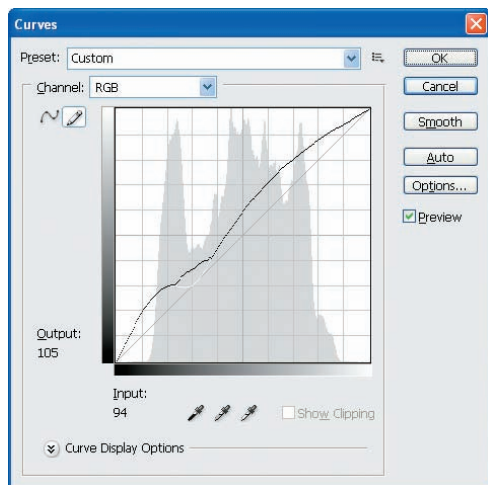 Curves
Preset: Custom
OK
Channel: RGB
Cancel
Smooth
Auto
Options...
Preview
Output:
105
Input:
94
Show Clipping
Curve Display Options